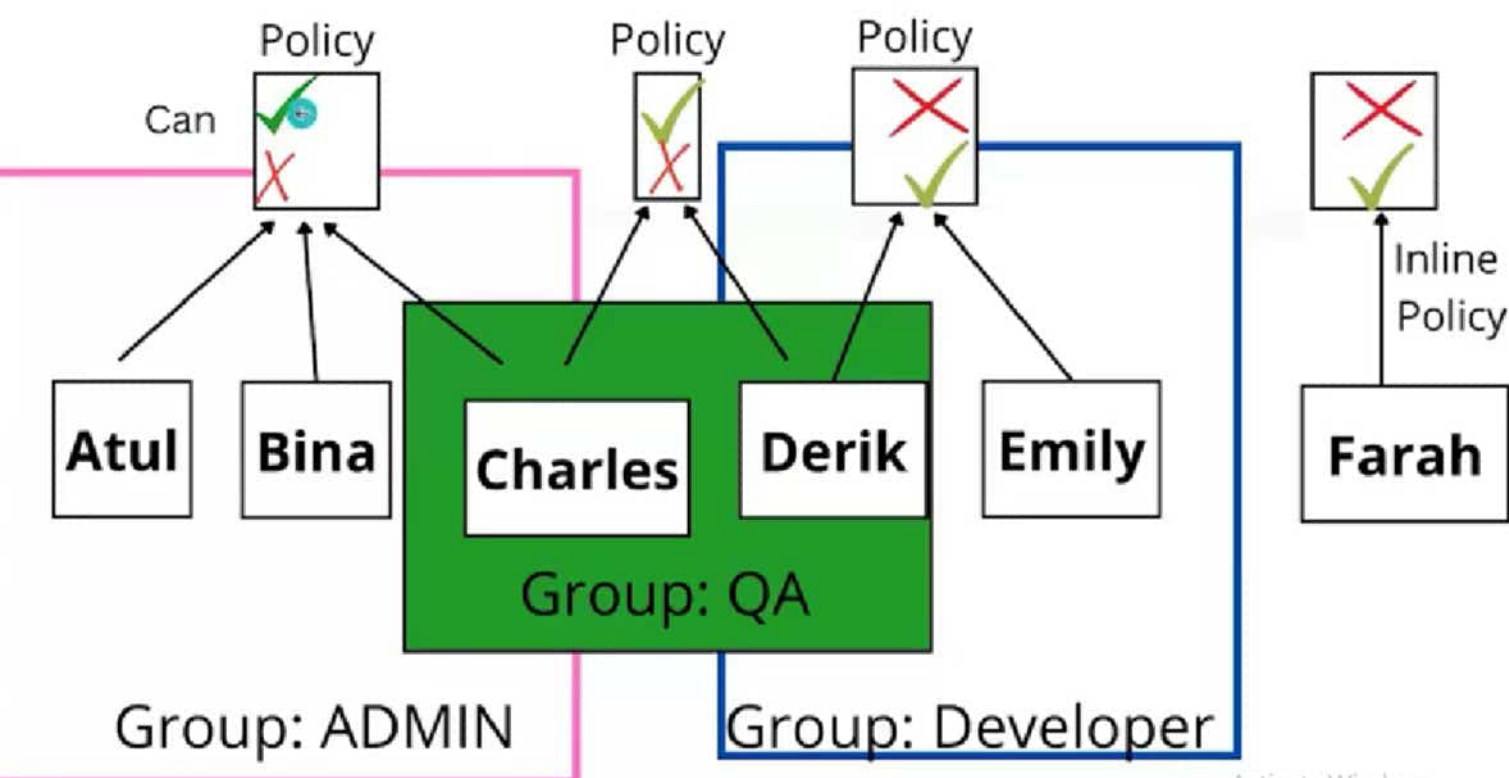 Policy
Policy
Policy
Can
Inline
Policy
Atul
Bina
Charles
Derik
Emily
Farah
Group: QA
Group: ADMIN
Group: Developer